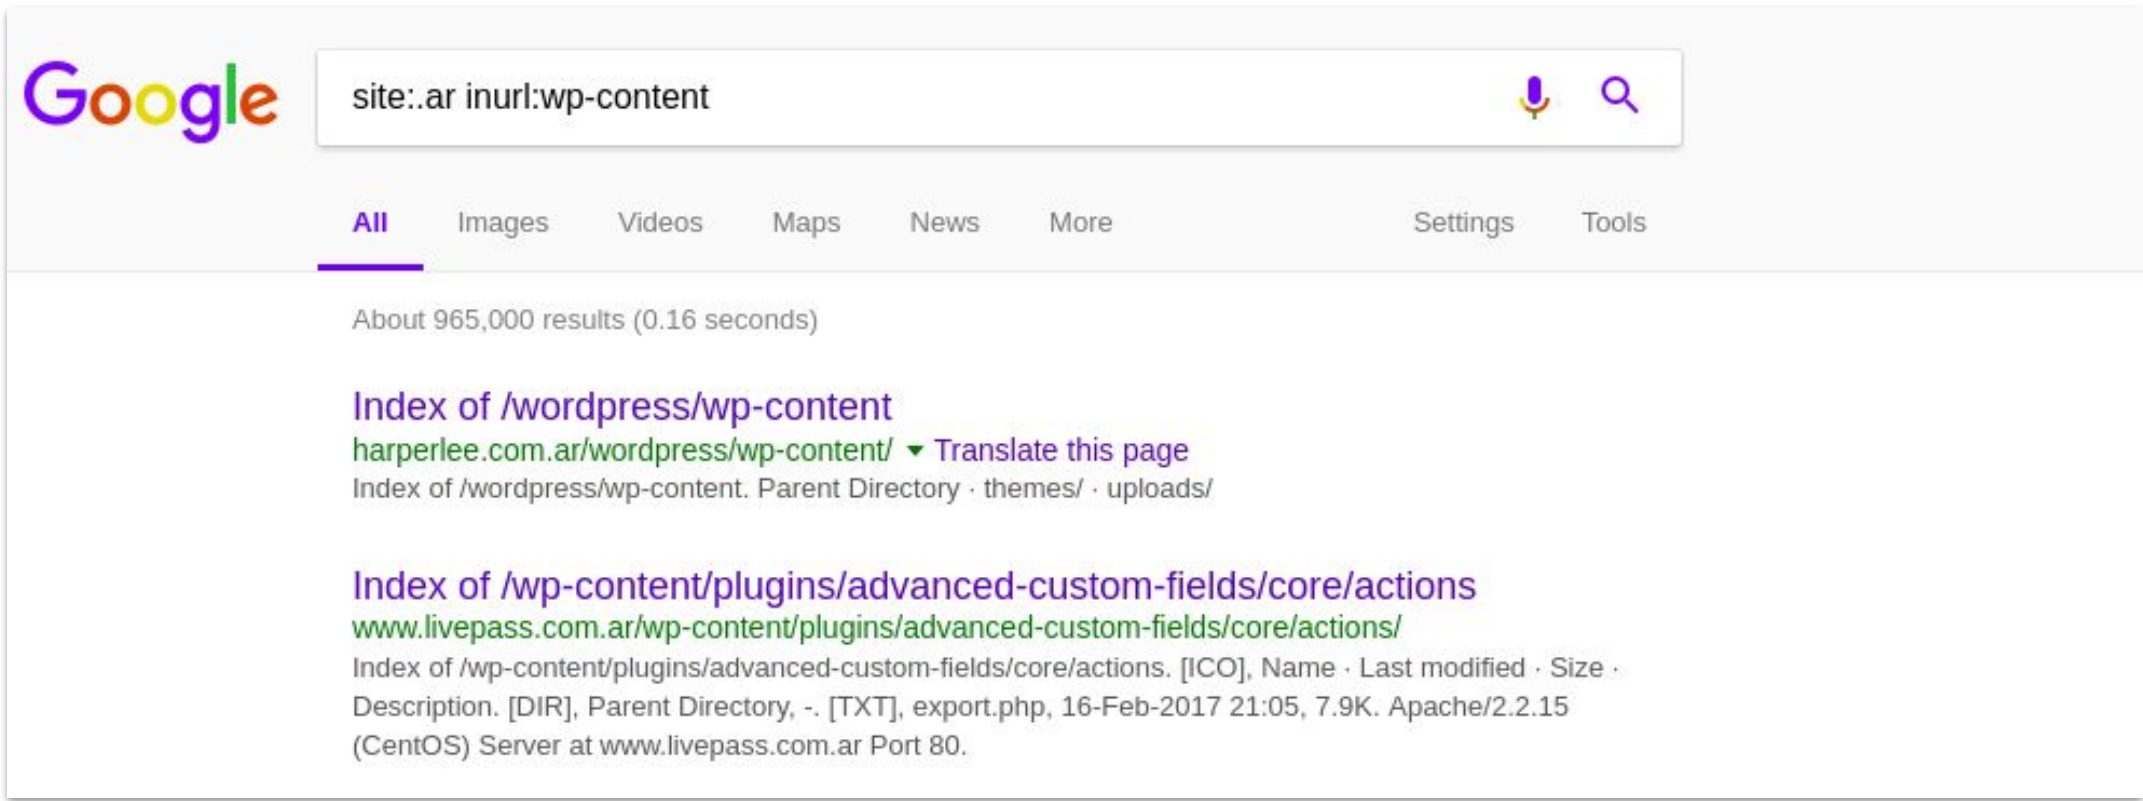 Google
site:.ar inurl:wp-content
All Images Videos Maps News More Settings Tools
About 965,000 results (0.16 seconds)
Index of /wordpress/wp-content
harperlee.com.ar/wordpress/wp-content/ ▾ Translate this page
Index of /wordpress/wp-content. Parent Directory · themes/ · uploads/
Index of /wp-content/plugins/advanced-custom-fields/core/actions
www.livepass.com.ar/wp-content/plugins/advanced-custom-fields/core/actions/
Index of /wp-content/plugins/advanced-custom-fields/core/actions. [ICO], Name · Last modified · Size ·
Description. [DIR], Parent Directory, -. [TXT], export.php, 16-Feb-2017 21:05, 7.9K. Apache/2.2.15
(CentOS) Server at www.livepass.com.ar Port 80.